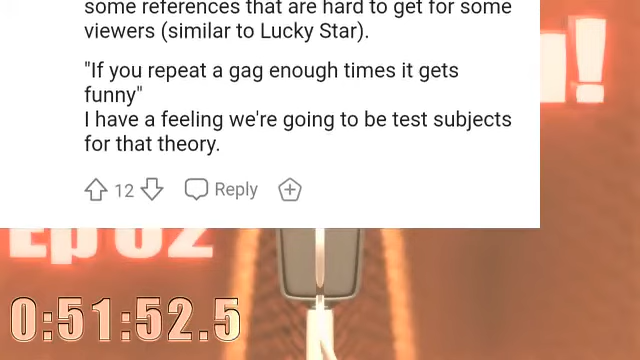 some references that are hard to get for some
viewers (similar to Lucky Star).
"If you repeat a gag enough times it gets
funny"
I have a feeling we're going to be test subjects
for that theory.
12 Reply
!
Ep 02
0:51:52.5